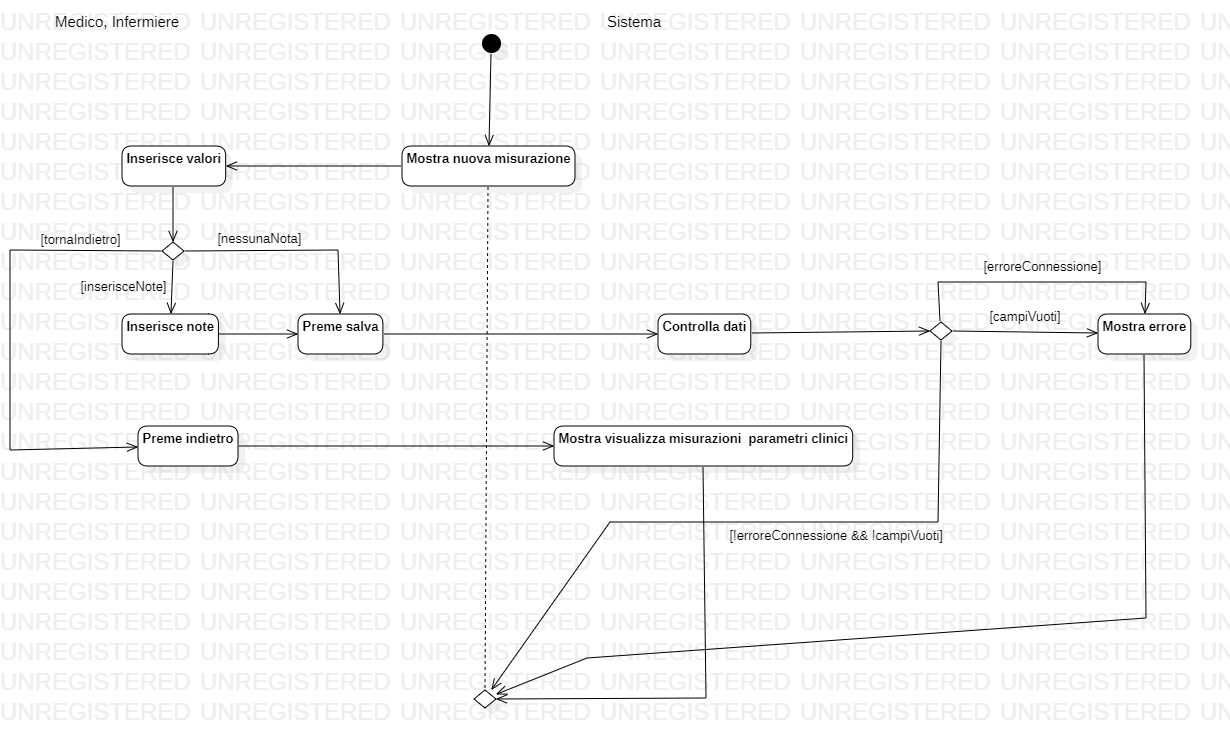 Medico, Infermiere
Sistema
Inserisce valori
Mostra nuova misurazione
[tornaIndietro]
[nessunaNota]
[inserisceNote]
[erroreConnessione]
[campiVuoti]
Inserisce note
Preme salva
Controlla dati
Mostra errore
Preme indietro
Mostra visualizza misurazioni  parametri clinici
[!erroreConnessione && !campiVuoti]
UNREGISTERED